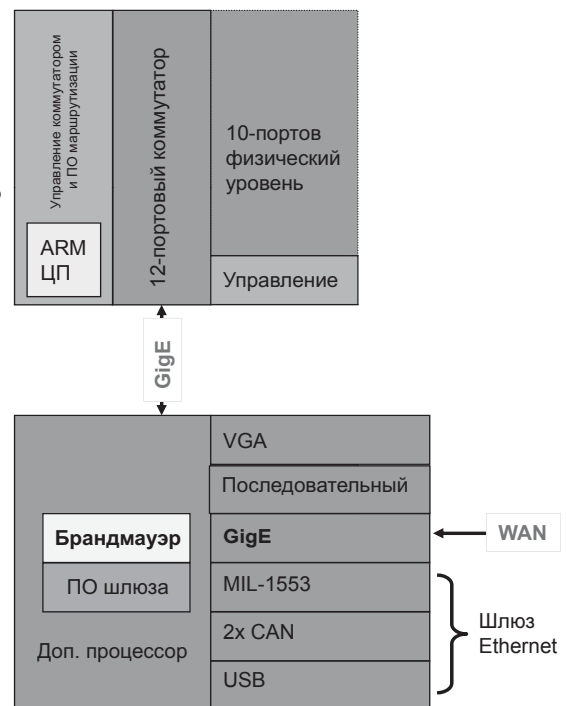 Управление коммутатором
и ПО маршрутизации
ARM
ЦП
12-портовый коммутатор
10-портов
физический
уровень
Управление
GigE
VGA
Последовательный
Брандмауэр
GigE
WAN
ПО шлюза
MIL-1553
Доп. процессор
2x CAN
USB
Шлюз
Ethernet